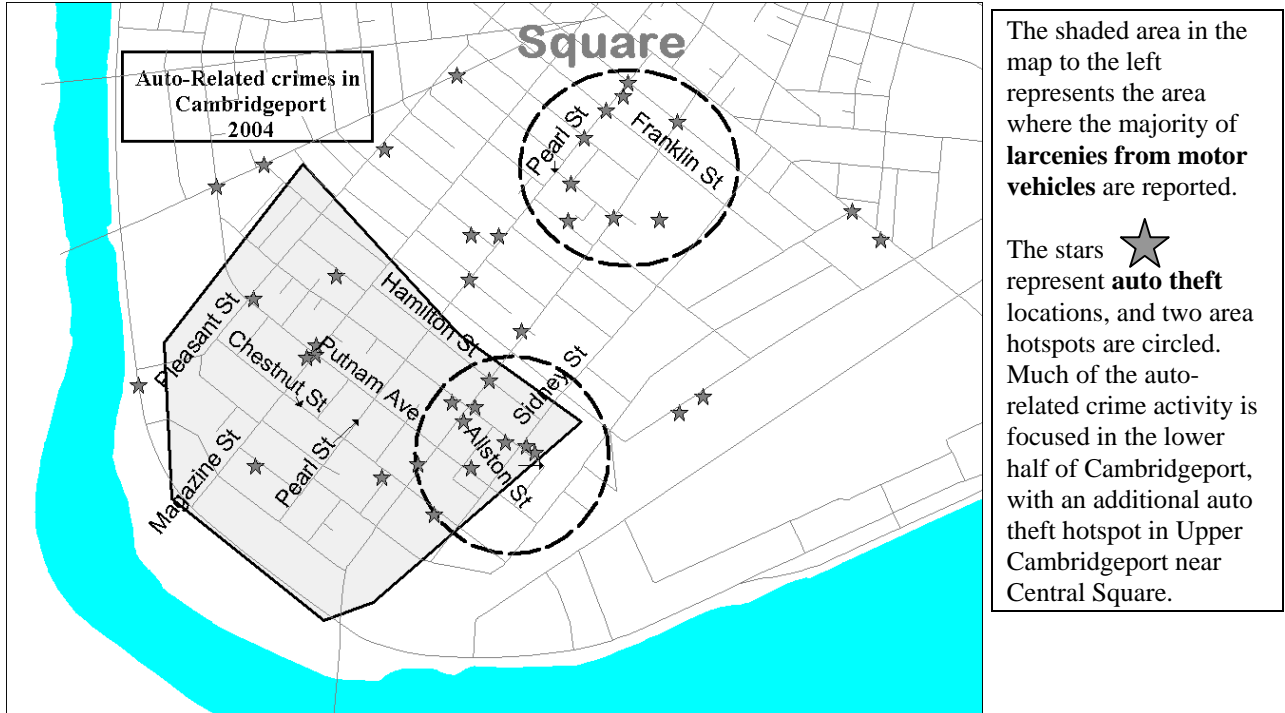 Square
Auto-Related crimes in
Cambridgeport
2004
Pearl St
Franklin St
Hamilton St
Pleasant St
Chestnut St
Putnam Ave
Sidney St
Allston St
Pearl St
Magazine St
The shaded area in the
map to the left
represents the area
where the majority of
larcenies from motor
vehicles are reported.
The stars
represent auto theft
locations, and two area
hotspots are circled.
Much of the auto-
related crime activity is
focused in the lower
half of Cambridgeport,
with an additional auto
theft hotspot in Upper
Cambridgeport near
Central Square.